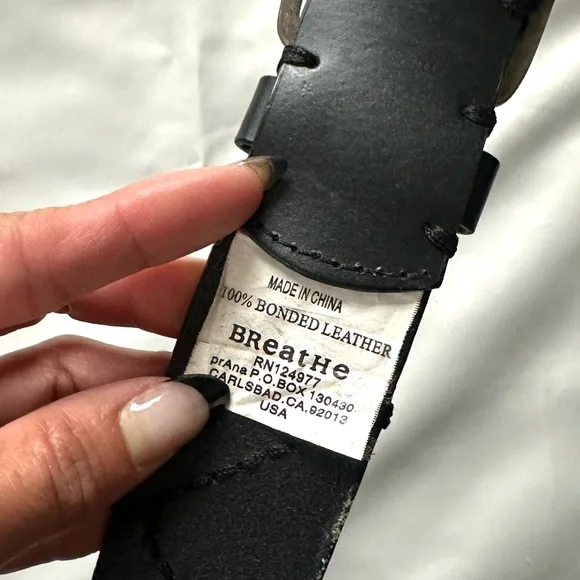 MADE IN CHINA
100% BONDED LEATHER
BReatHe
RN124977
prAna P.O.BOX 130430
CARLSBAD.CA.92013
USA